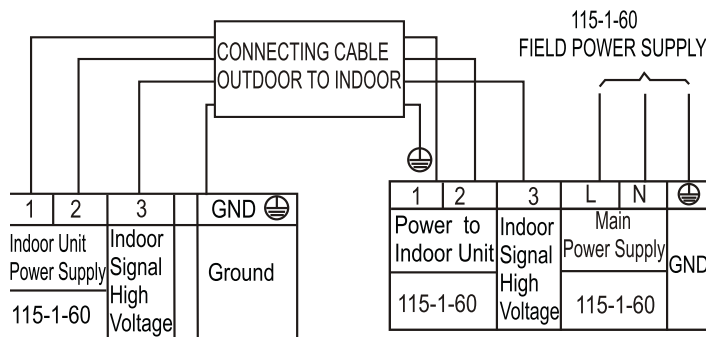 115-1-60
FIELD POWER SUPPLY
CONNECTING CABLE
OUTDOOR TO INDOOR
1 2 3 GND
Indoor Unit
Power Supply
115-1-60
Indoor
Signal
High
Voltage
Ground
1 2 3 L N
Power to
Indoor Unit
115-1-60
Indoor
Signal
High
Voltage
Main
Power Supply
115-1-60
GND